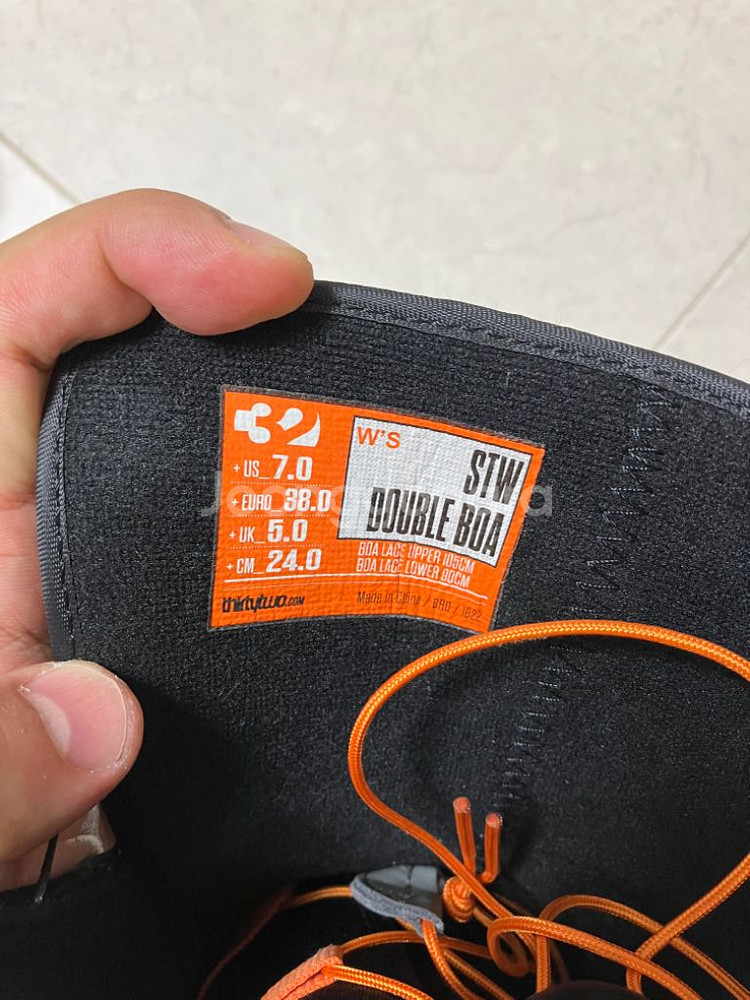 32
W'S
STW
DOUBLE BOA
+ US_7.0
+ EURO_38.0
+ UK_5.0
+ CM_24.0
BOA LACE UPPER 105CM
BOA LACE LOWER 80CM
thirtytwo.COM
Made in China / BRD / 1822